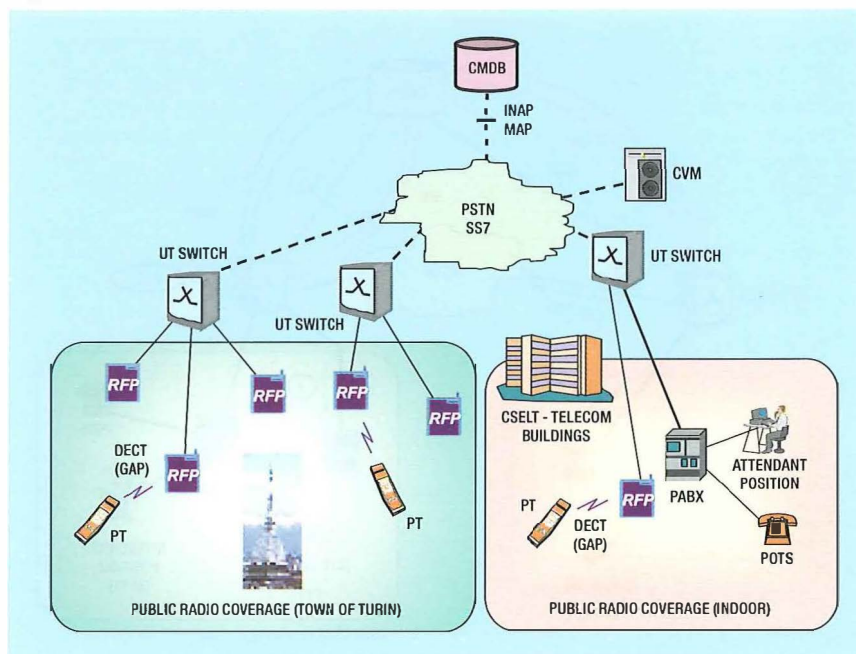 CMDB
INAP
MAP
PSTN
SS7
CVM
UT SWITCH
UT SWITCH
UT SWITCH
RFP
RFP
RFP
RFP
RFP
DECT
(GAP)
PT
PT
PUBLIC RADIO COVERAGE (TOWN OF TURIN)
CSELT - TELECOM
BUILDINGS
PT
DECT
(GAP)
RFP
PABX
ATTENDANT
POSITION
POTS
PUBLIC RADIO COVERAGE (INDOOR)